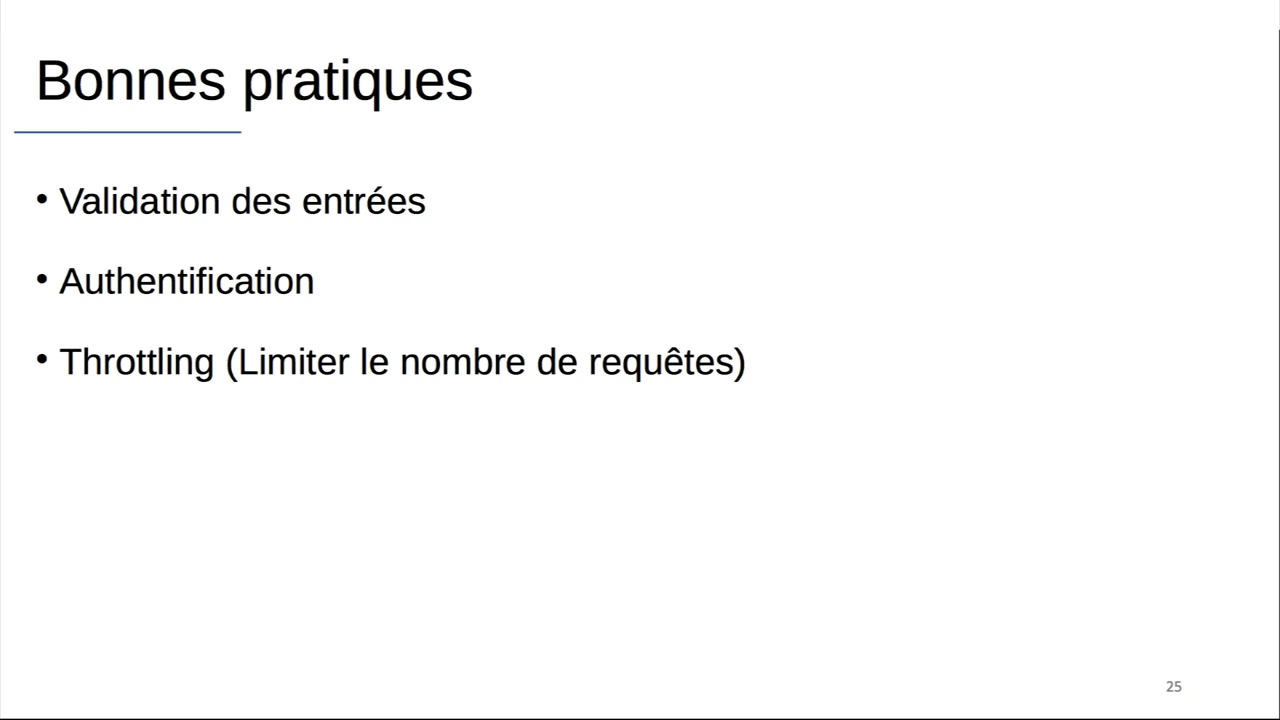 Bonnes pratiques
• Validation des entrées
• Authentification
• Throttling (Limiter le nombre de requêtes)
25